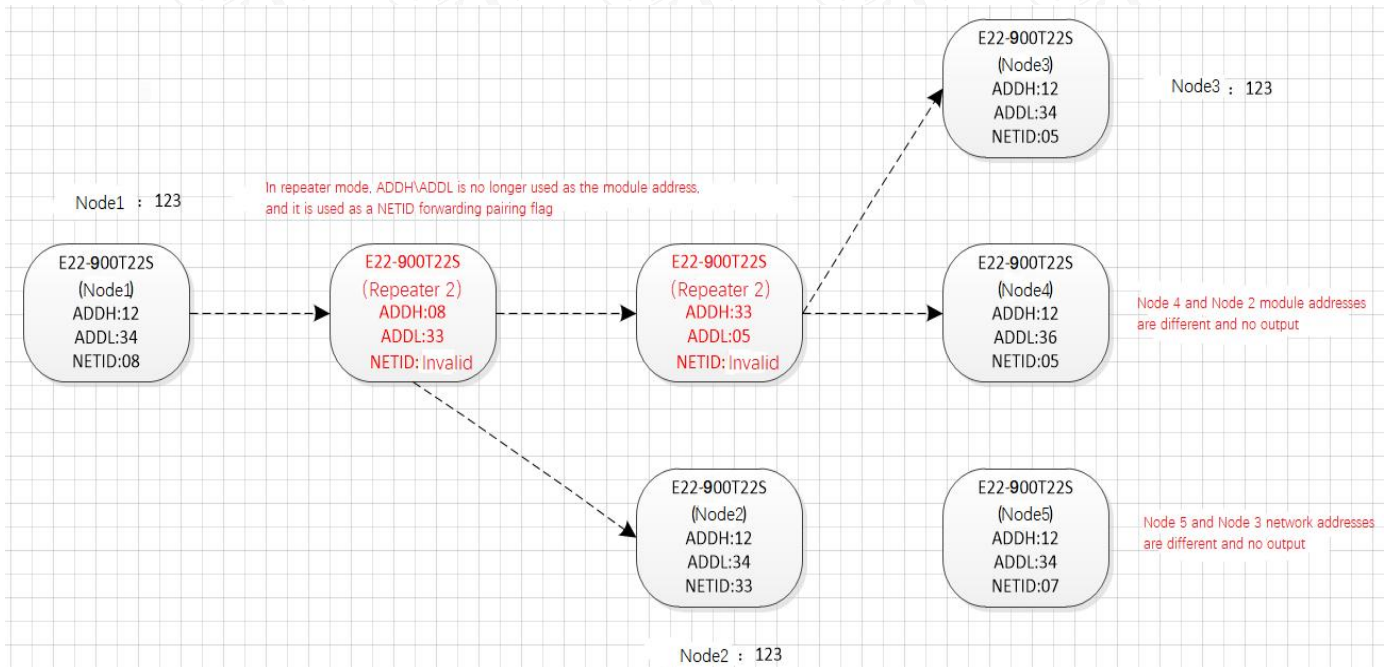 E22-900T22S
(Node3)
ADDH:12
ADDL:34
NETID:05
Node3 : 123
Node1 : 123
In repeater mode, ADDH\ADDL is no longer used as the module address,
and it is used as a NETID forwarding pairing flag
E22-900T22S
(Node1)
ADDH:12
ADDL:34
NETID:08
E22-900T22S
(Repeater 2)
ADDH:08
ADDL:33
NETID: Invalid
E22-900T22S
(Repeater 2)
ADDH:33
ADDL:05
NETID: Invalid
E22-900T22S
(Node4)
ADDH:12
ADDL:36
NETID:05
Node 4 and Node 2 module addresses
are different and no output
E22-900T22S
(Node2)
ADDH:12
ADDL:34
NETID:33
E22-900T22S
(Node5)
ADDH:12
ADDL:34
NETID:07
Node 5 and Node 3 network addresses
are different and no output
Node2 : 123